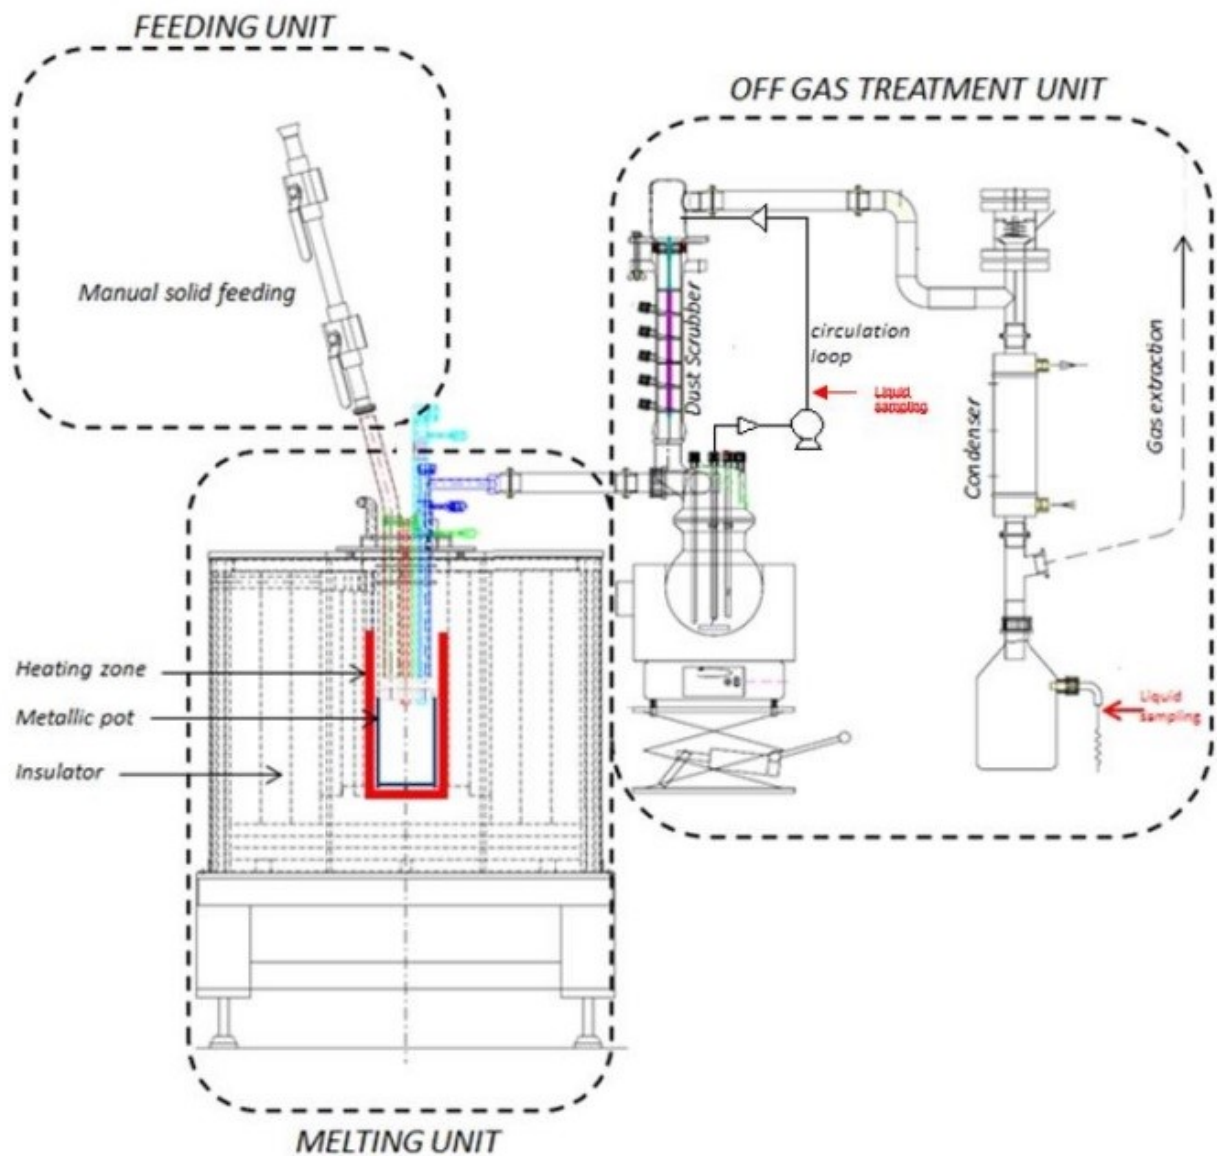 FEEDING UNIT
OFF GAS TREATMENT UNIT
Manual solid feeding
Dust Scrubber
circulation
loop
Liquid
sampling
Condenser
Gas extraction
Heating zone
Metallic pot
Insulator
Liquid
sampling
MELTING UNIT